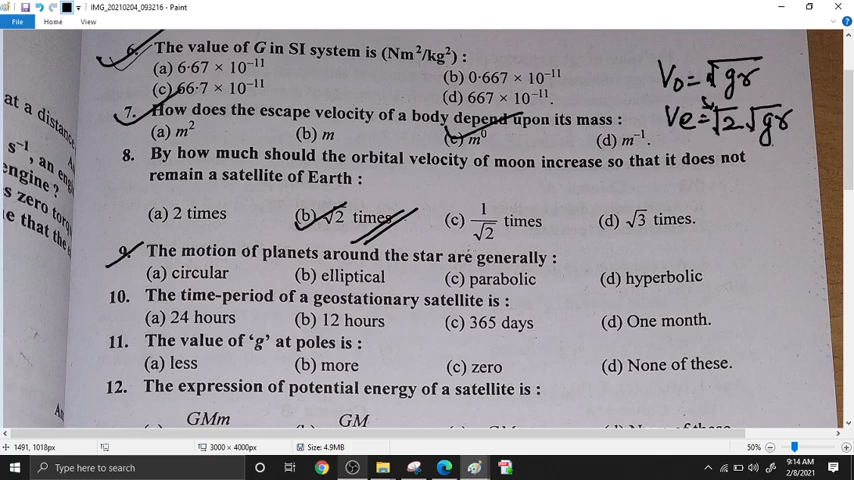 IMG_20210204_093216 - Paint
File Home View
6. The value of G in SI system is (Nm²/kg²) :
(a) 6·67 × 10⁻¹¹ (b) 0·667 × 10⁻¹¹
(c) 66·7 × 10⁻¹¹ (d) 667 × 10⁻¹¹.
V₀ = √gr
Ve = √2 √gr
7. How does the escape velocity of a body depend upon its mass :
(a) m² (b) m (c) m⁰ (d) m⁻¹.
8. By how much should the orbital velocity of moon increase so that it does not
remain a satellite of Earth :
(a) 2 times (b) √2 times (c) 1/√2 times (d) √3 times.
9. The motion of planets around the star are generally :
(a) circular (b) elliptical (c) parabolic (d) hyperbolic
10. The time-period of a geostationary satellite is :
(a) 24 hours (b) 12 hours (c) 365 days (d) One month.
11. The value of ‘g’ at poles is :
(a) less (b) more (c) zero (d) None of these.
12. The expression of potential energy of a satellite is :
GMm GM
at a distance
s⁻¹, an
engine ?
s zero
e that the
1491, 1018px 3000 × 4000px Size: 4.9MB 50%
Type here to search
9:14 AM
2/8/2021